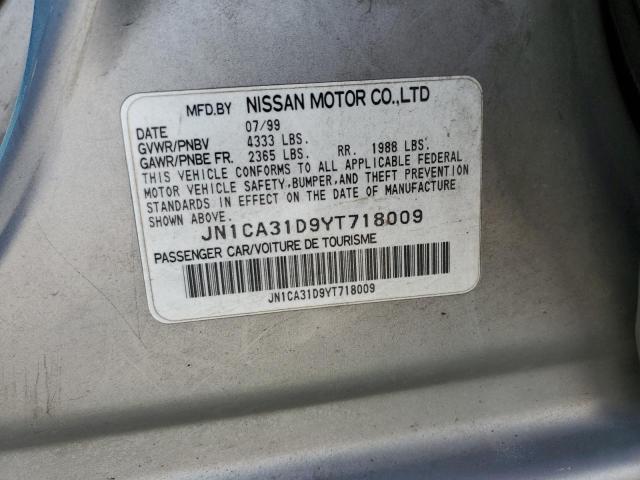 MFD.BY NISSAN MOTOR CO.,LTD
DATE 07/99
GVWR/PNBV 4333 LBS.
GAWR/PNBE FR. 2365 LBS. RR. 1988 LBS.
THIS VEHICLE CONFORMS TO ALL APPLICABLE FEDERAL
MOTOR VEHICLE SAFETY,BUMPER,AND THEFT PREVENTION
STANDARDS IN EFFECT ON THE DATE OF MANUFACTURE
SHOWN ABOVE.
JN1CA31D9YT718009
PASSENGER CAR/VOITURE DE TOURISME
JN1CA31D9YT718009